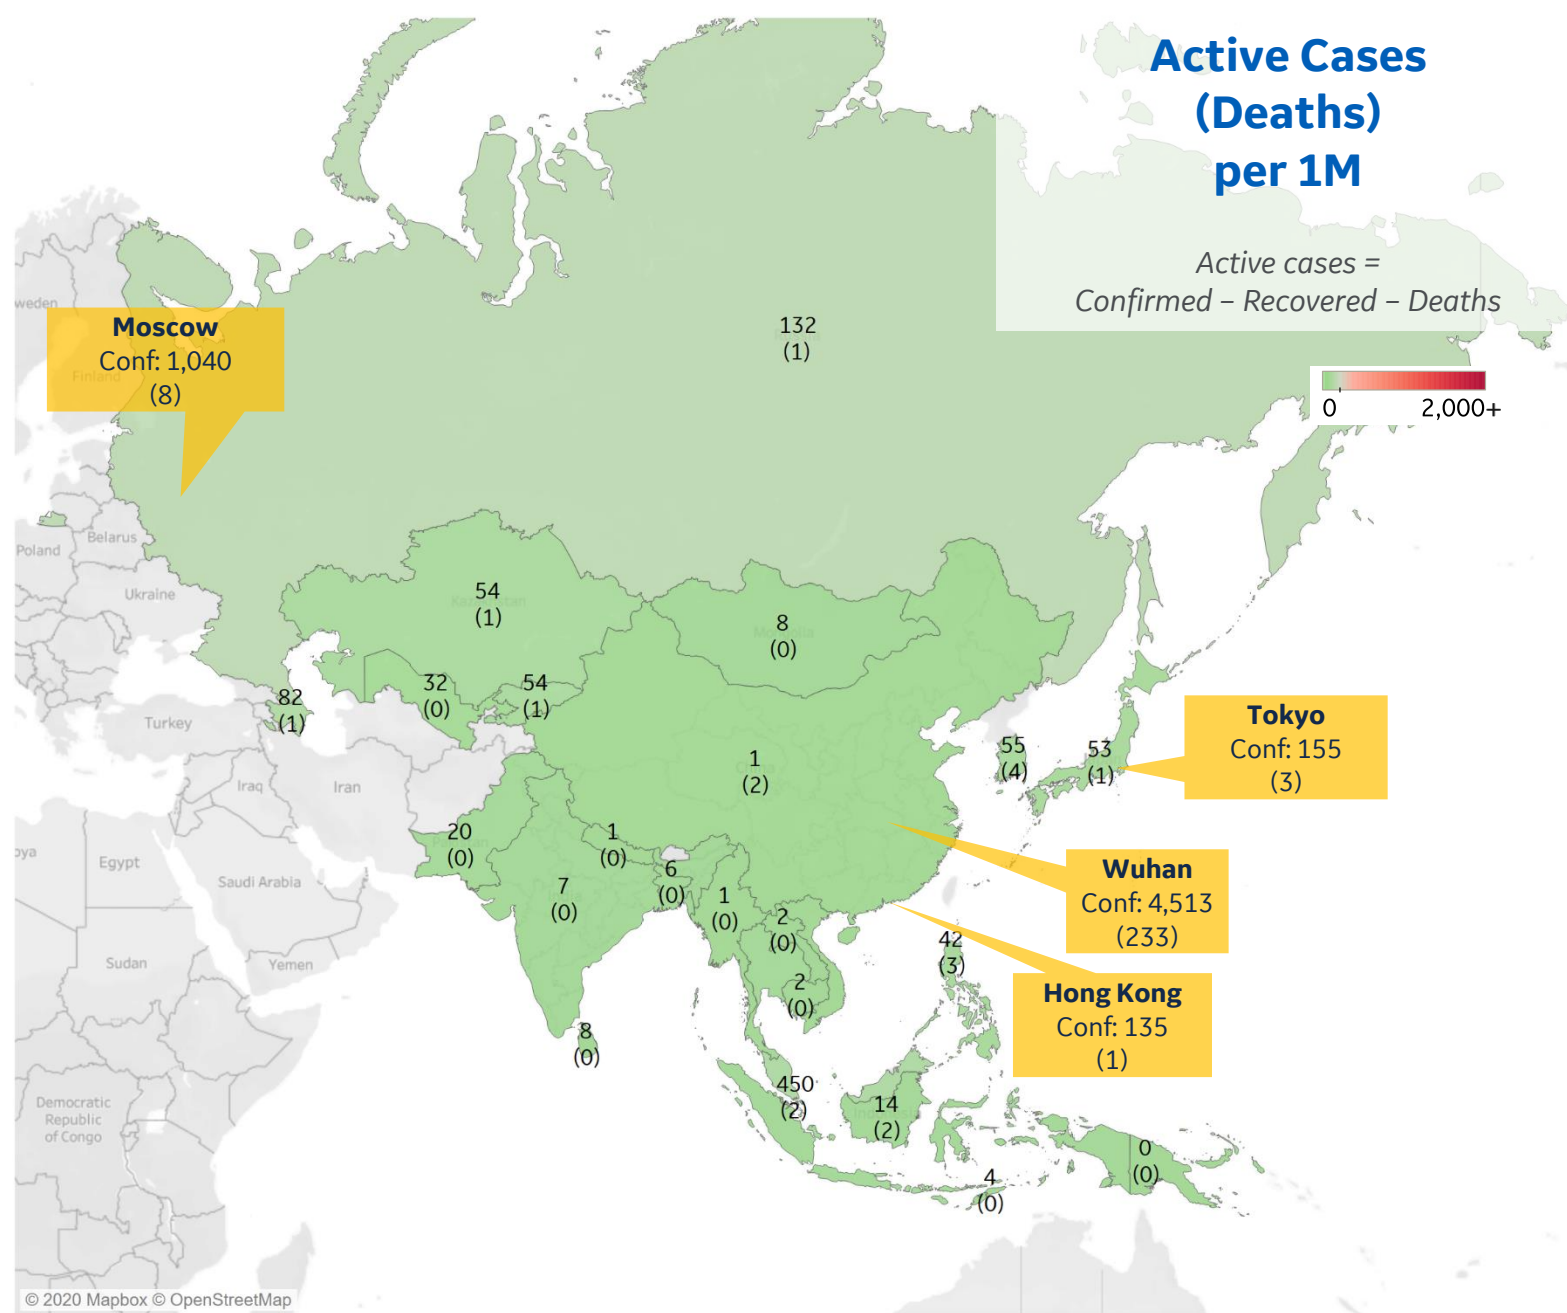 Active Cases
(Deaths)
per 1M
Active cases =
Confirmed – Recovered – Deaths
0
2,000+
132
(1)
Moscow
Conf: 1,040
(8)
weden
Finland
Poland
Belarus
Ukraine
54
(1)
8
(0)
Mongolia
82
(1)
32
(0)
54
(1)
Turkey
Iraq
Iran
1
(2)
55
(4)
53
(1)
Tokyo
Conf: 155
(3)
20
(0)
1
(0)
6
(0)
7
(0)
1
(0)
2
(0)
2
(0)
oya
Egypt
Saudi Arabia
Sudan
Yemen
Wuhan
Conf: 4,513
(233)
42
(3)
Hong Kong
Conf: 135
(1)
8
(0)
450
(2)
14
(2)
0
(0)
4
(0)
Democratic
Republic
of Congo
© 2020 Mapbox © OpenStreetMap